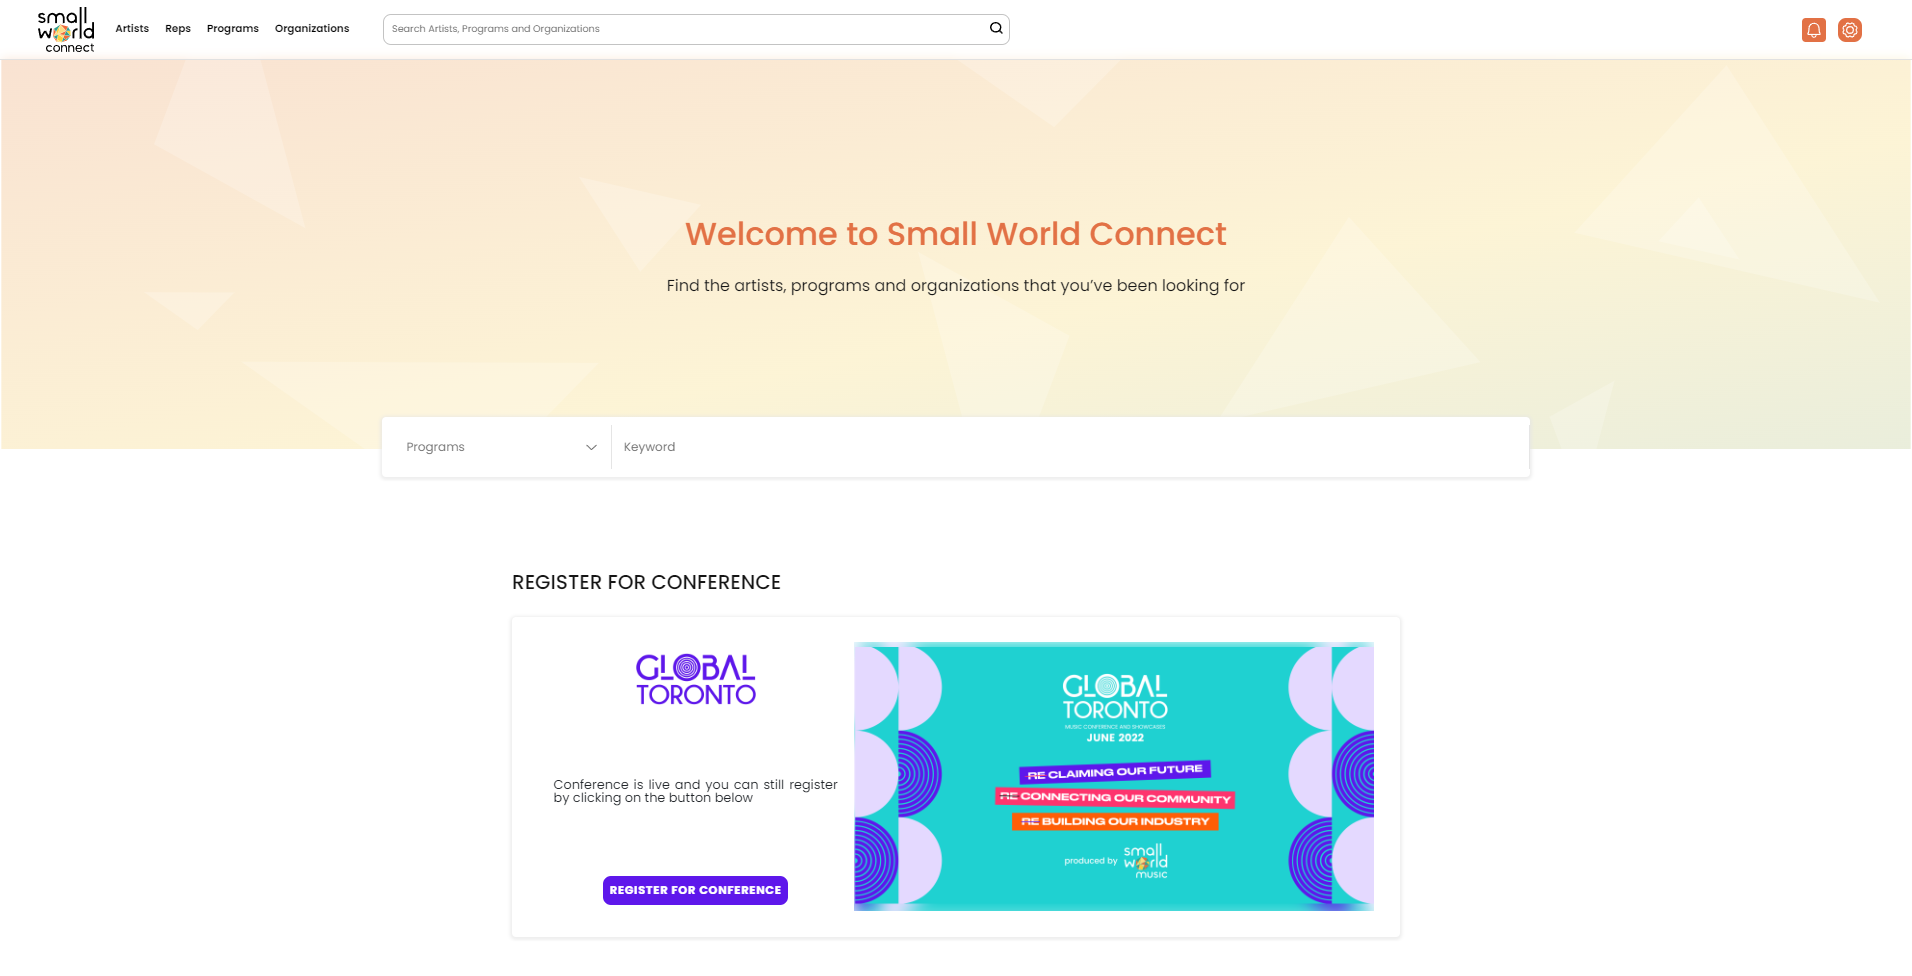 small
world
connect
Artists
Reps
Programs
Organizations
Search Artists, Programs and Organizations
Welcome to Small World Connect
Find the artists, programs and organizations that you've been looking for
Programs
Keyword
REGISTER FOR CONFERENCE
GLOBAL
TORONTO
Conference is live and you can still register
by clicking on the button below
REGISTER FOR CONFERENCE
GLOBAL
TORONTO
MUSIC CONFERENCE AND SHOWCASES
JUNE 2022
RE CLAIMING OUR FUTURE
RE CONNECTING OUR COMMUNITY
RE BUILDING OUR INDUSTRY
produced by
small
world
music